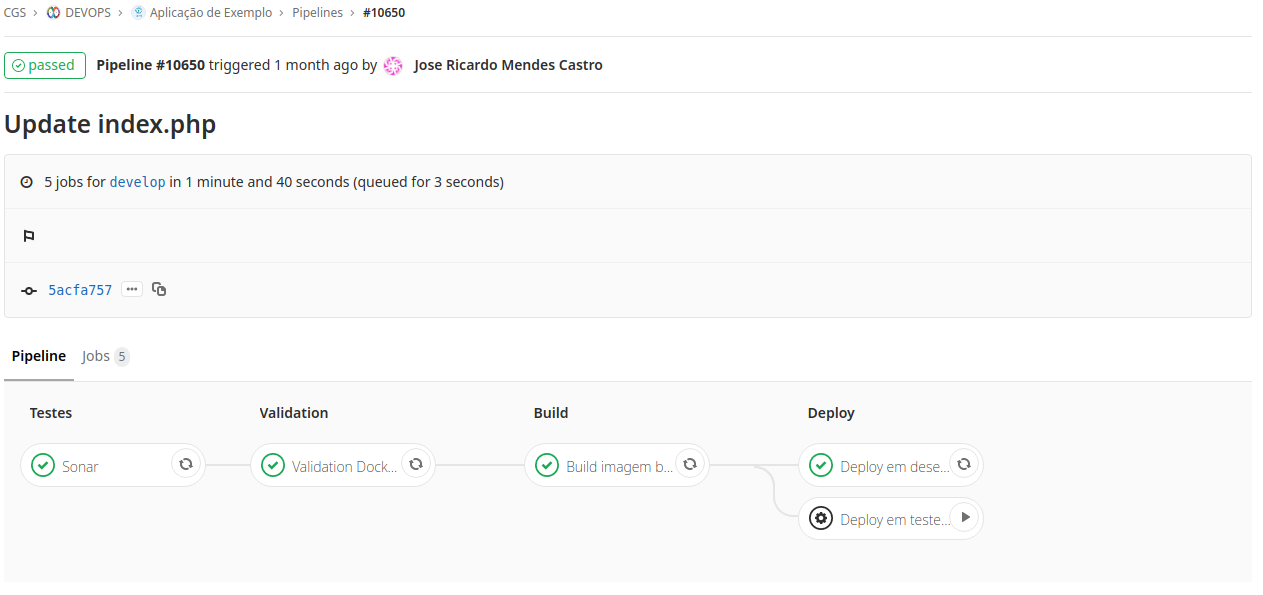 CGS > DEVOPS > Aplicação de Exemplo > Pipelines > #10650
passed Pipeline #10650 triggered 1 month ago by Jose Ricardo Mendes Castro
Update index.php
5 jobs for develop in 1 minute and 40 seconds (queued for 3 seconds)
5acfa757 ...
Pipeline Jobs 5
Testes Validation Build Deploy
Sonar Validation Dock... Build imagem b... Deploy em dese...
Deploy em teste...